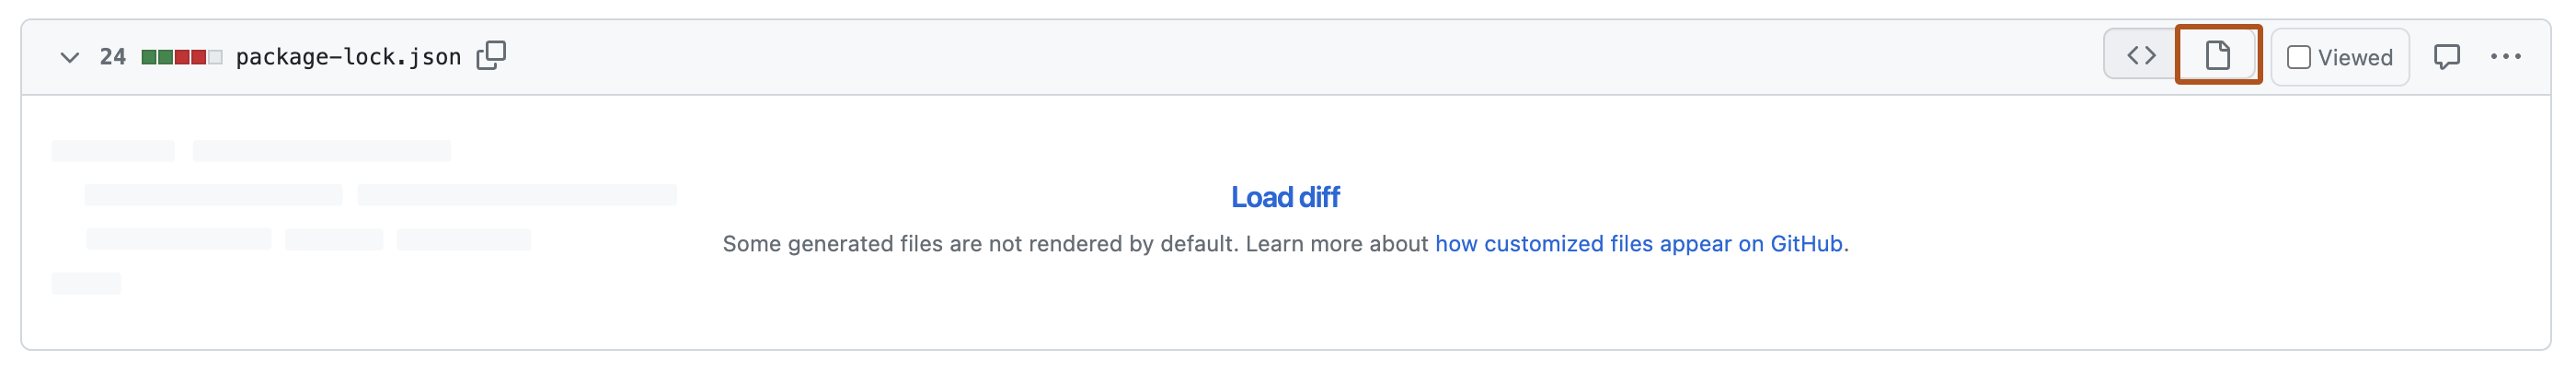 24 package-lock.json Viewed
Load diff
Some generated files are not rendered by default. Learn more about how customized files appear on GitHub.